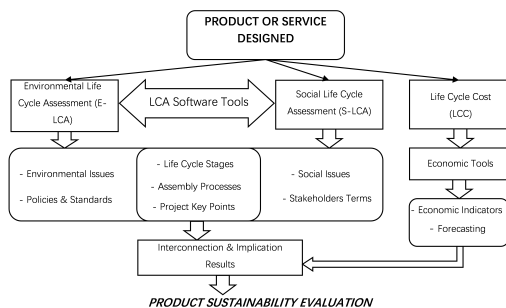 PRODUCT OR SERVICE
DESIGNED
Environmental Life
Cycle Assessment (E-
LCA)
LCA Software Tools
Social Life Cycle
Assessment (S-LCA)
Life Cycle Cost
(LCC)
- Environmental Issues
- Policies & Standards
- Life Cycle Stages
- Assembly Processes
- Project Key Points
- Social Issues
- Stakeholders Terms
Economic Tools
- Economic Indicators
- Forecasting
Interconnection & Implication
Results
PRODUCT SUSTAINABILITY EVALUATION